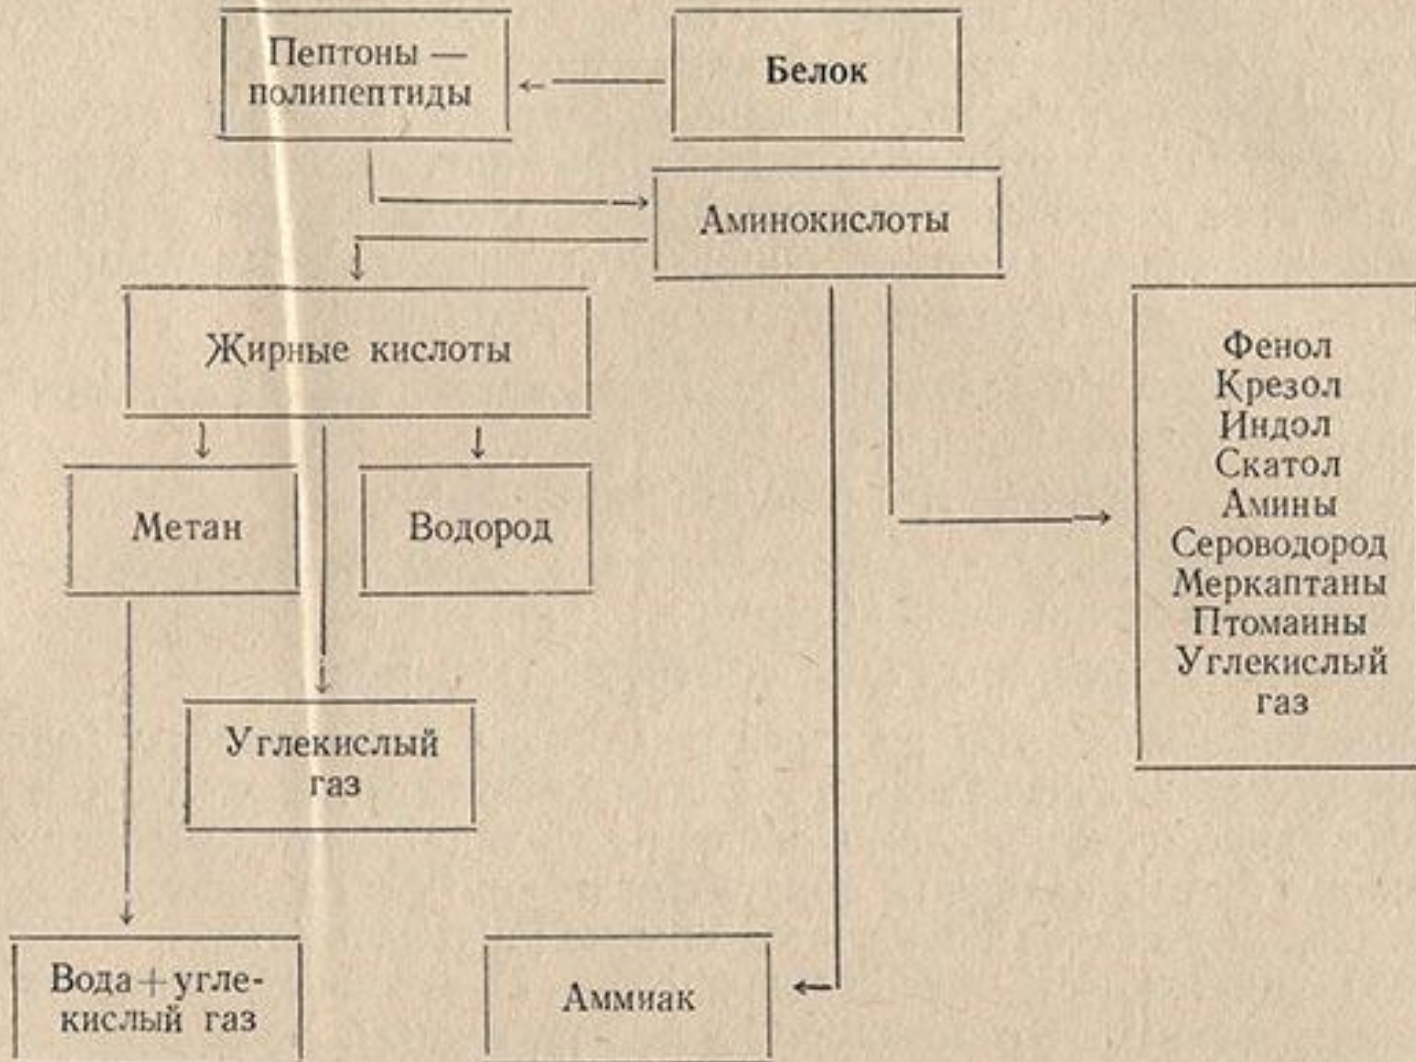 Пептоны —
полипептиды
Белок
Аминокислоты
Жирные кислоты
Фенол
Крезол
Индол
Скатол
Амины
Сероводород
Меркаптаны
Птомаины
Углекислый
газ
Метан
Водород
Углекислый
газ
Вода+угле-
кислый газ
Аммиак